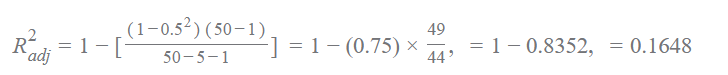 R²adj = 1 − [(1−0.5²)(50−1) / 50−5−1] = 1 − (0.75) × 49/44, = 1 − 0.8352, = 0.1648